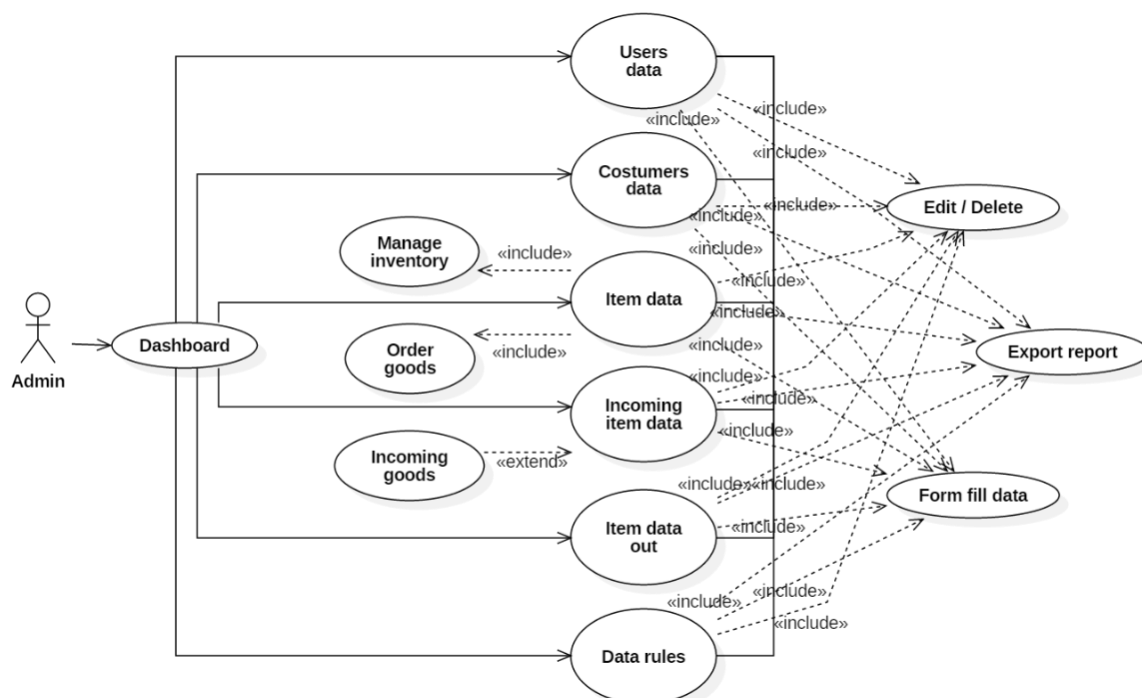 Users
data
«include»
«include»
«include»
Costumers
data
«include»
«include»
Edit / Delete
Manage
inventory
«include»
«include»
Item data
«include»
«include»
Admin
Dashboard
Order
goods
«include»
«include»
Export report
Incoming
item data
«include»
«include»
«include»
Incoming
goods
«extend»
«include»
«include»
Form fill data
Item data
out
«include»
«include»
«include»
«include»
Data rules